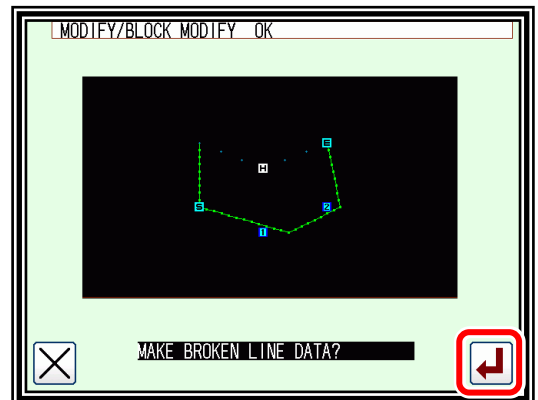 MODIFY/BLOCK MODIFY OK
E
H
S
2
1
MAKE BROKEN LINE DATA?